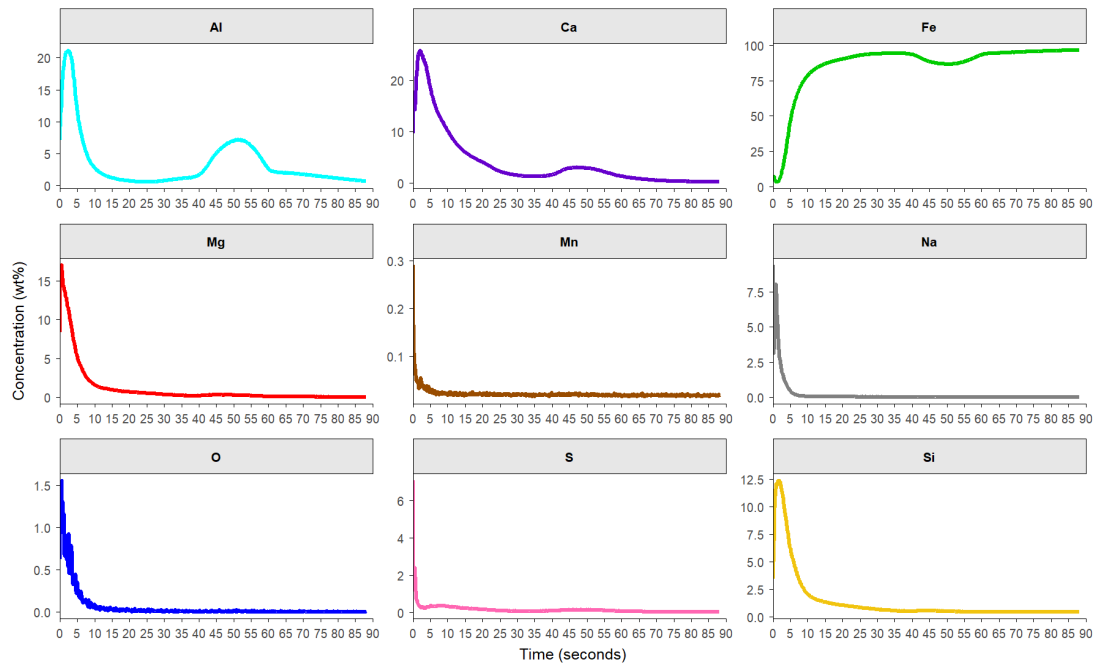 Al Ca Fe
20 15 10 5 0
20 10 0
100 75 50 25 0
0 5 10 15 20 25 30 35 40 45 50 55 60 65 70 75 80 85 90
0 5 10 15 20 25 30 35 40 45 50 55 60 65 70 75 80 85 90
0 5 10 15 20 25 30 35 40 45 50 55 60 65 70 75 80 85 90
Mg Mn Na
15 10 5 0
0.3 0.2 0.1
7.5 5.0 2.5 0.0
0 5 10 15 20 25 30 35 40 45 50 55 60 65 70 75 80 85 90
0 5 10 15 20 25 30 35 40 45 50 55 60 65 70 75 80 85 90
0 5 10 15 20 25 30 35 40 45 50 55 60 65 70 75 80 85 90
O S Si
1.5 1.0 0.5 0.0
6 4 2 0
12.5 10.0 7.5 5.0 2.5 0.0
0 5 10 15 20 25 30 35 40 45 50 55 60 65 70 75 80 85 90
0 5 10 15 20 25 30 35 40 45 50 55 60 65 70 75 80 85 90
0 5 10 15 20 25 30 35 40 45 50 55 60 65 70 75 80 85 90
Concentration (wt%)
Time (seconds)